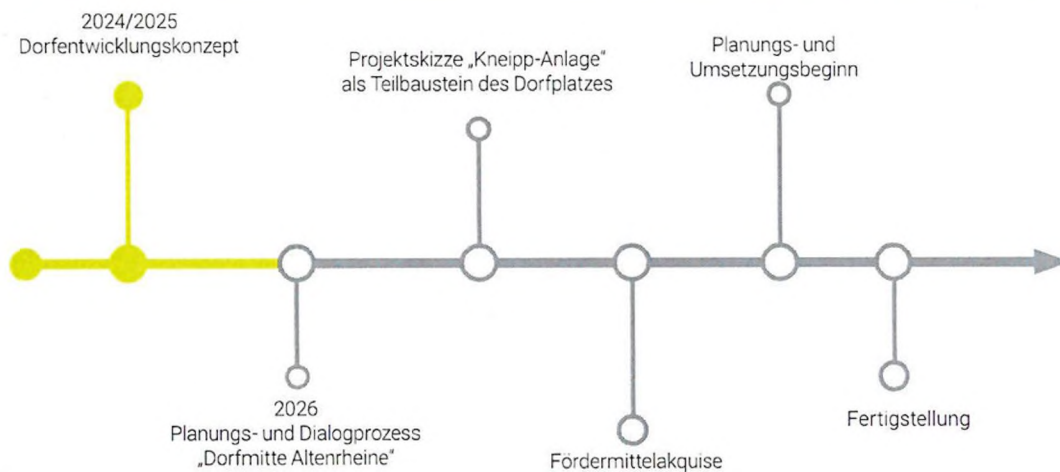 2024/2025
Dorfentwicklungskonzept
2026
Planungs- und Dialogprozess
„Dorfmitte Altenrheine"
Projektskizze „Kneipp-Anlage"
als Teilbaustein des Dorfplatzes
Fördermittelakquise
Planungs- und
Umsetzungsbeginn
Fertigstellung